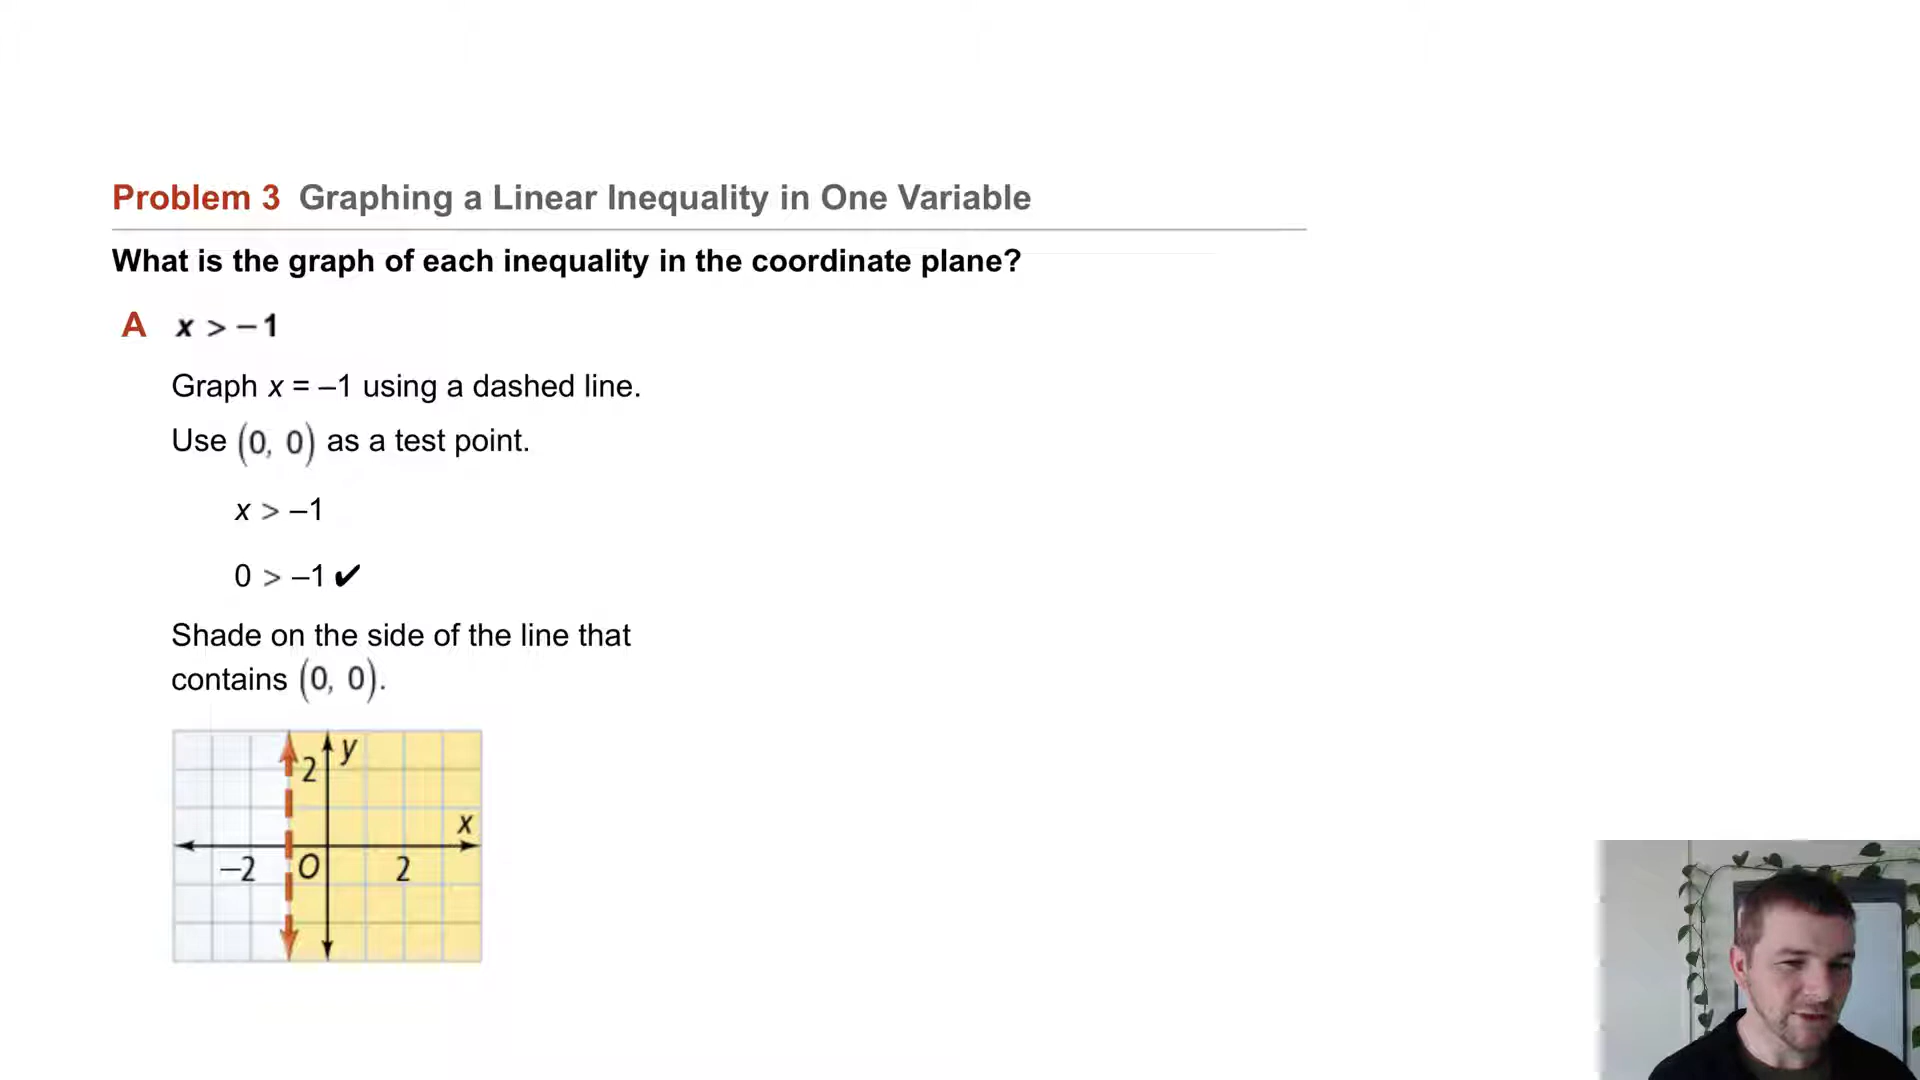 Problem 3 Graphing a Linear Inequality in One Variable
What is the graph of each inequality in the coordinate plane?
A x > –1
Graph x = –1 using a dashed line.
Use (0, 0) as a test point.
x > –1
0 > –1 ✔
Shade on the side of the line that
contains (0, 0).
2 y
x
–2 O 2